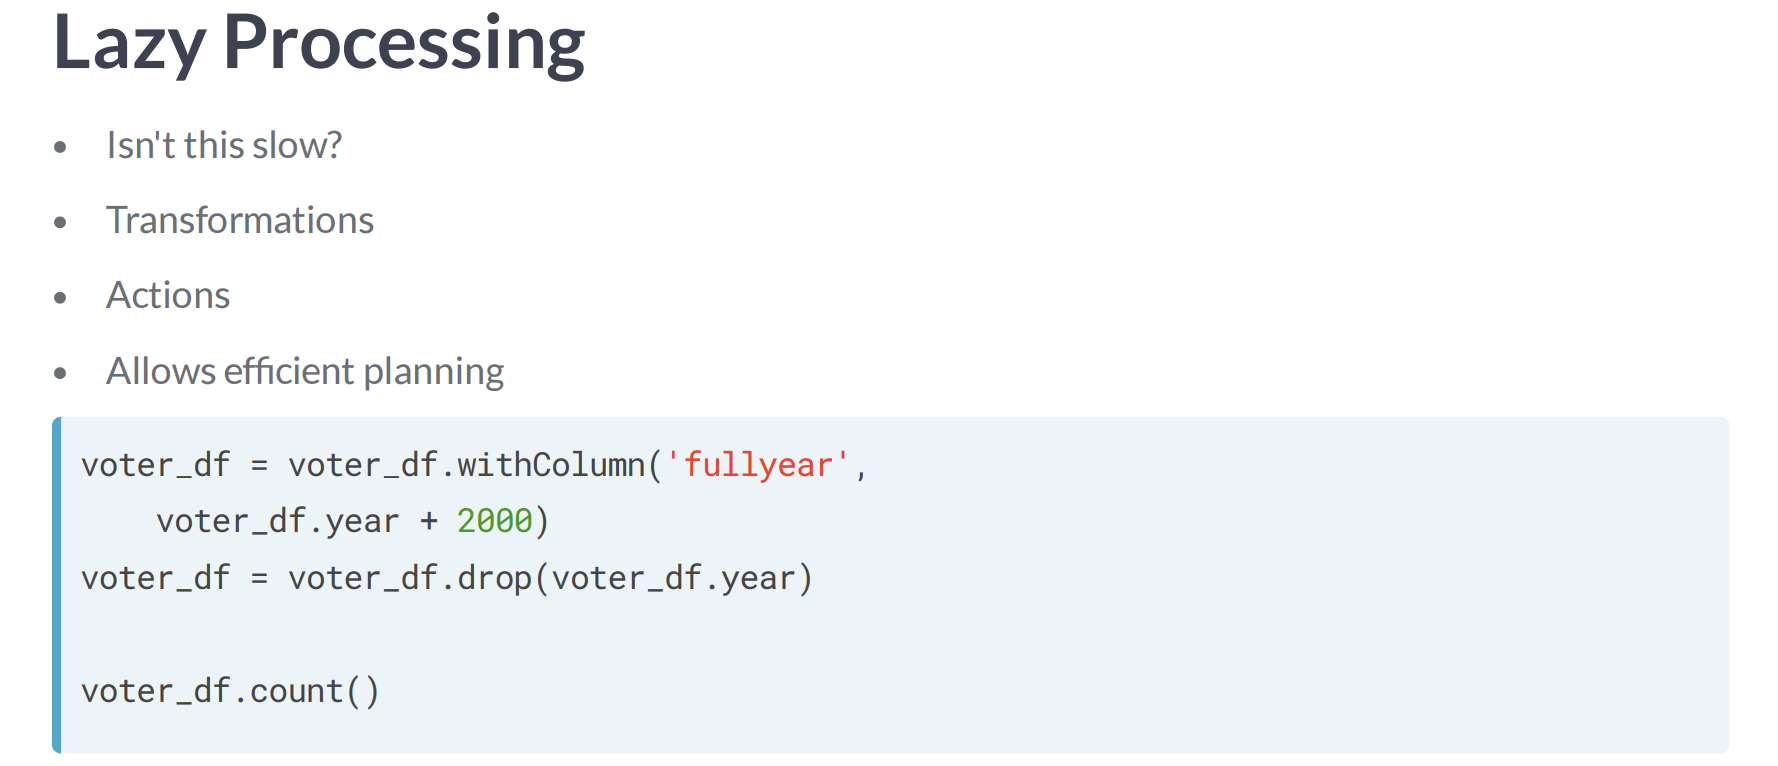 Lazy Processing
• Isn't this slow?
• Transformations
• Actions
• Allows efficient planning
voter_df = voter_df.withColumn('fullyear',
    voter_df.year + 2000)
voter_df = voter_df.drop(voter_df.year)
voter_df.count()